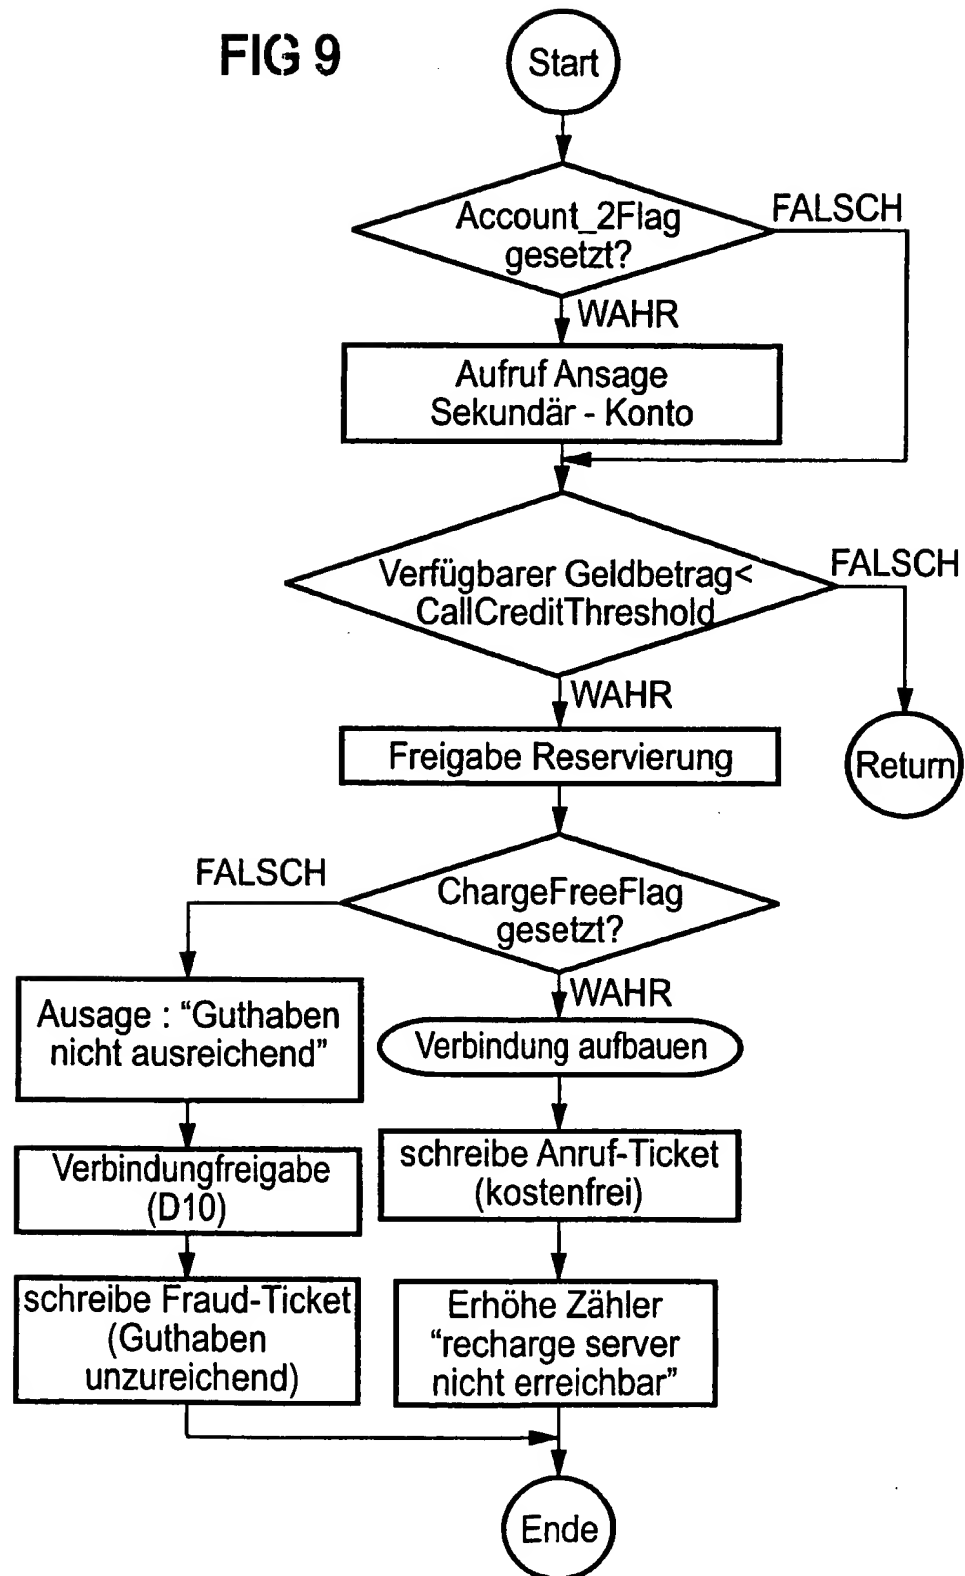 FIG 9
Start
Account_2Flag
gesetzt?
FALSCH
WAHR
Aufruf Ansage
Sekundär - Konto
Verfügbarer Geldbetrag<
CallCreditThreshold
FALSCH
WAHR
Freigabe Reservierung
Return
FALSCH
ChargeFreeFlag
gesetzt?
WAHR
Ausage : “Guthaben
nicht ausreichend”
Verbindung aufbauen
Verbindungfreigabe
(D10)
schreibe Anruf-Ticket
(kostenfrei)
schreibe Fraud-Ticket
(Guthaben
unzureichend)
Erhöhe Zähler
“recharge server
nicht erreichbar”
Ende